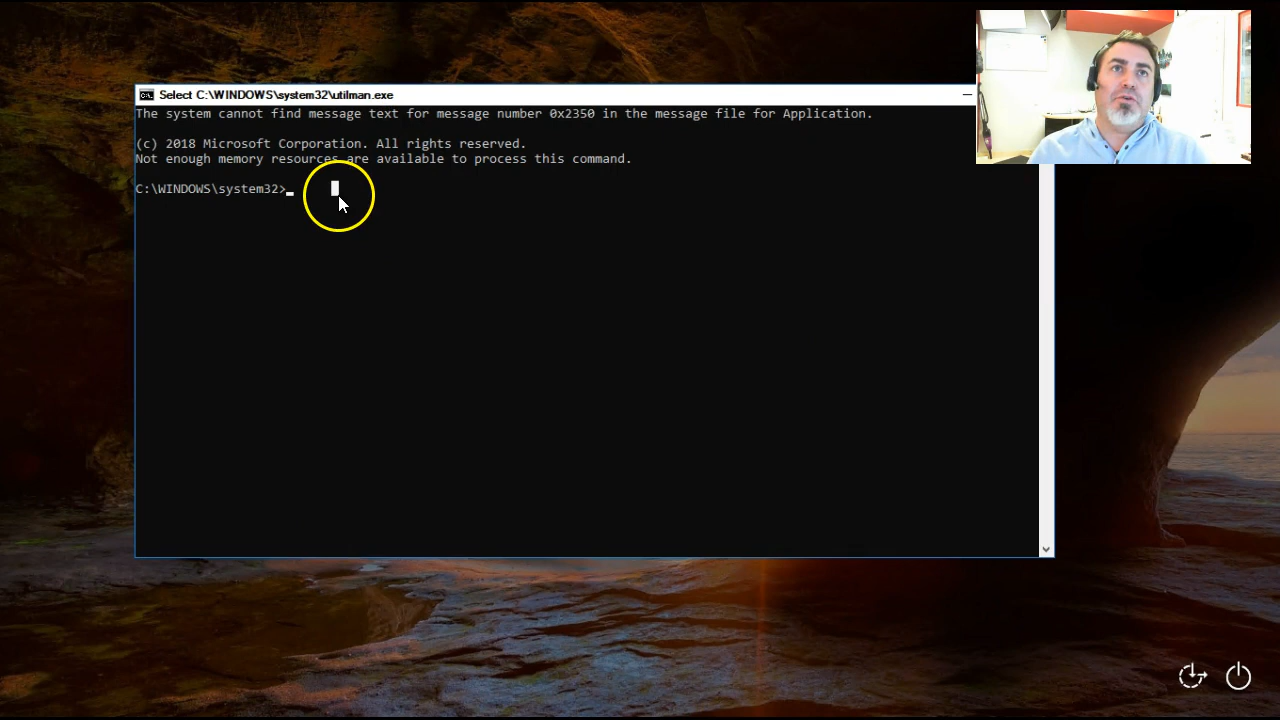 Select C:\WINDOWS\system32\utilman.exe
The system cannot find message text for message number 0x2350 in the message file for Application.
(c) 2018 Microsoft Corporation. All rights reserved.
Not enough memory resources are available to process this command.
C:\WINDOWS\system32>